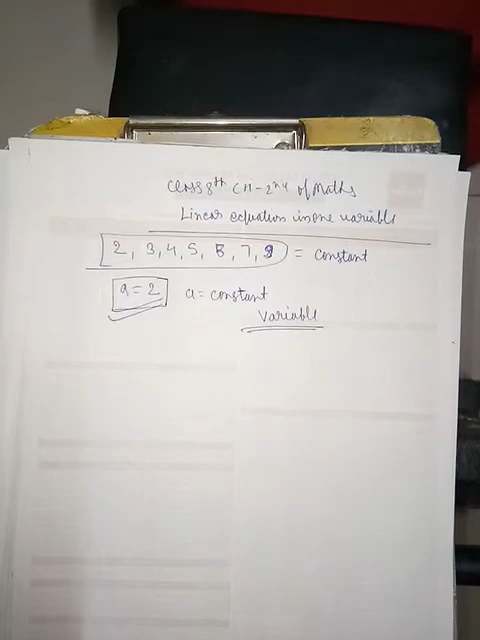 Class 8th CH-2nd of Maths
Linear equation in one variable
2, 3, 4, 5, 6, 7, 8 = constant
a = 2 a = constant
Variable